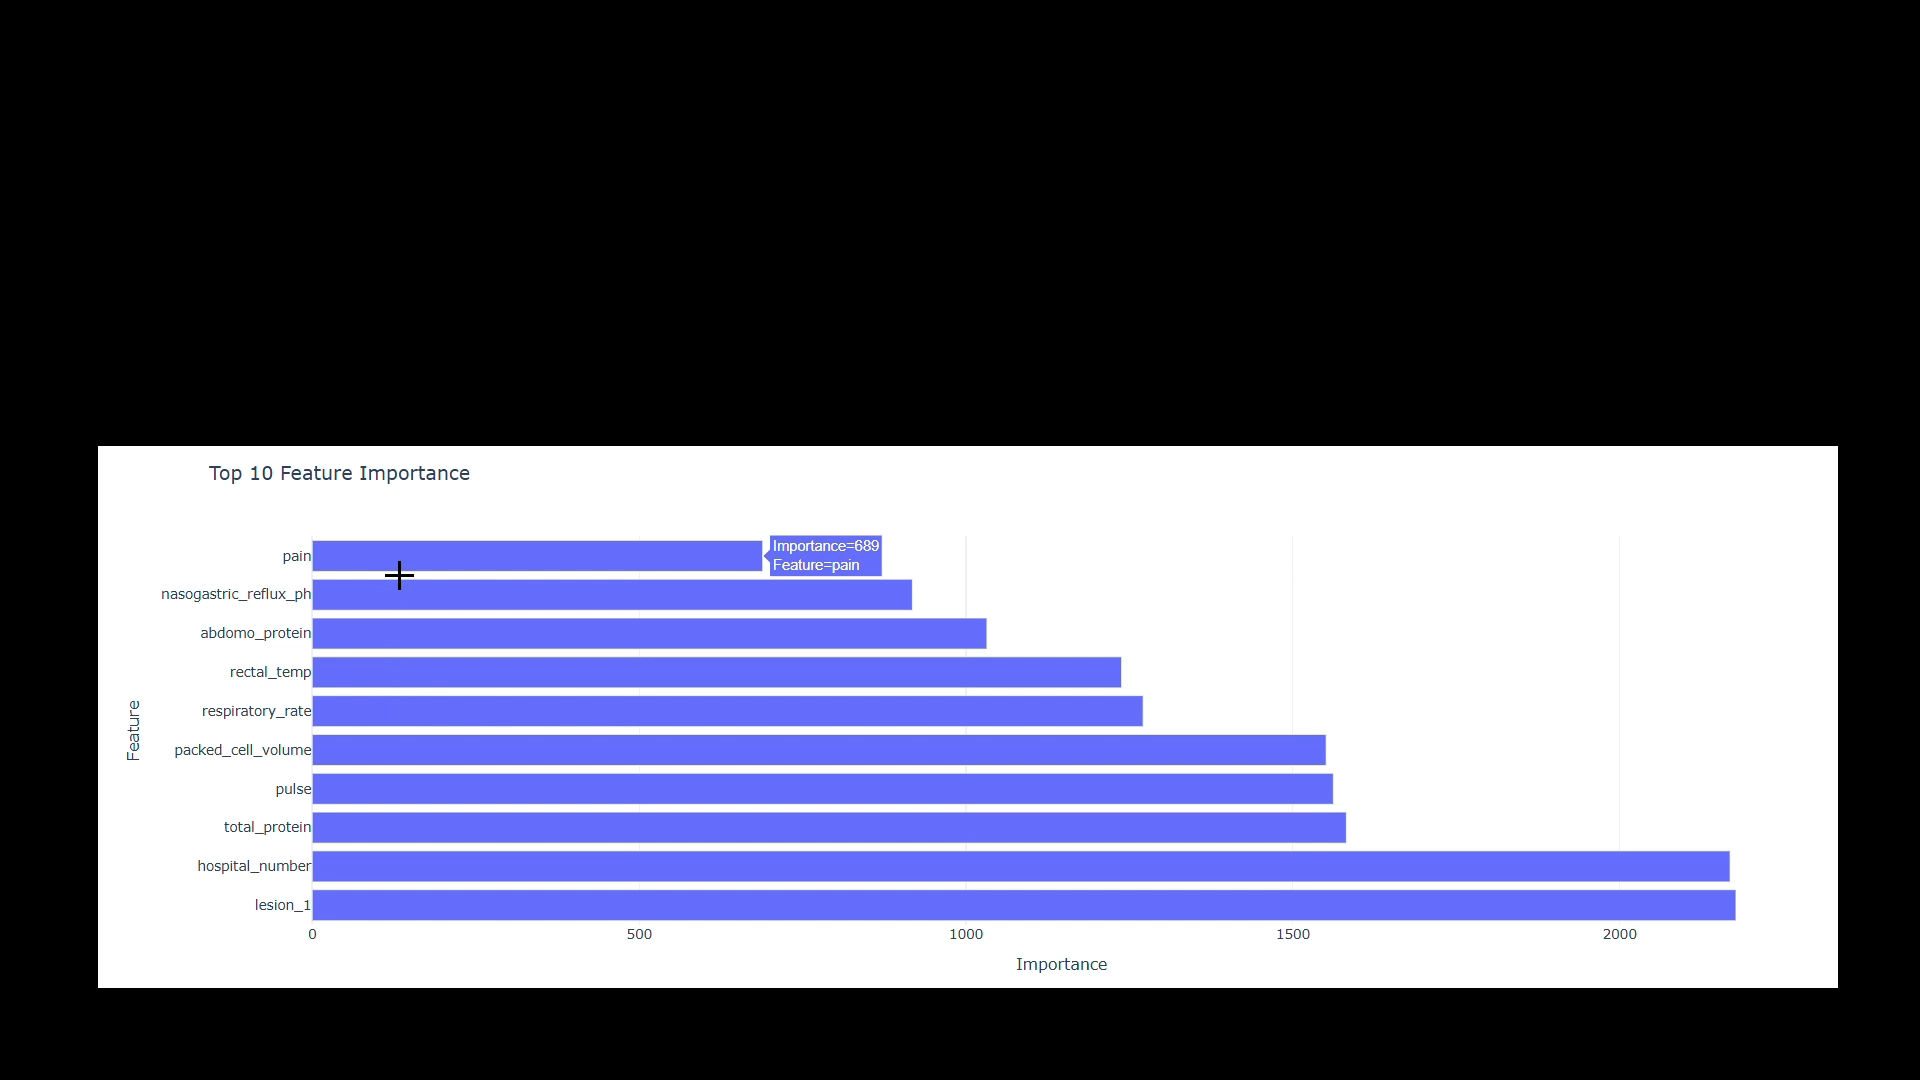 Top 10 Feature Importance
pain
Importance=689
Feature=pain
nasogastric_reflux_ph
abdomo_protein
rectal_temp
respiratory_rate
Feature
packed_cell_volume
pulse
total_protein
hospital_number
lesion_1
0 500 1000 1500 2000
Importance